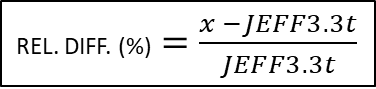 REL. DIFF. (%) = x − JEFF3.3t
JEFF3.3t